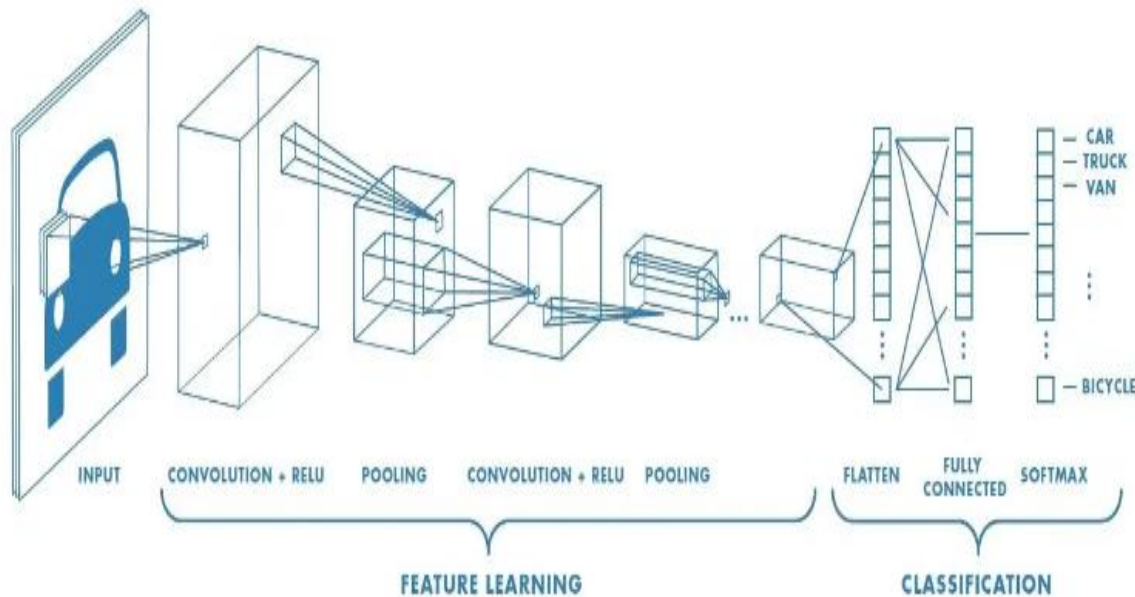 CAR
TRUCK
VAN
BICYCLE
INPUT
CONVOLUTION + RELU
POOLING
CONVOLUTION + RELU
POOLING
FLATTEN
FULLY
CONNECTED
SOFTMAX
FEATURE LEARNING
CLASSIFICATION